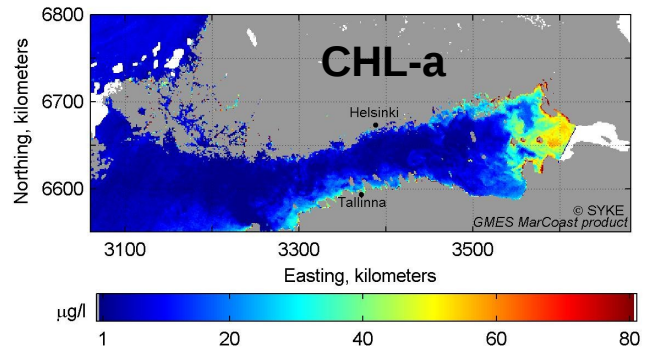 6800
CHL-a
6700
Helsinki
Northing, kilometers
6600
Tallinna
© SYKE
GMES MarCoast product
3100 3300 3500
Easting, kilometers
µg/l
1 20 40 60 80